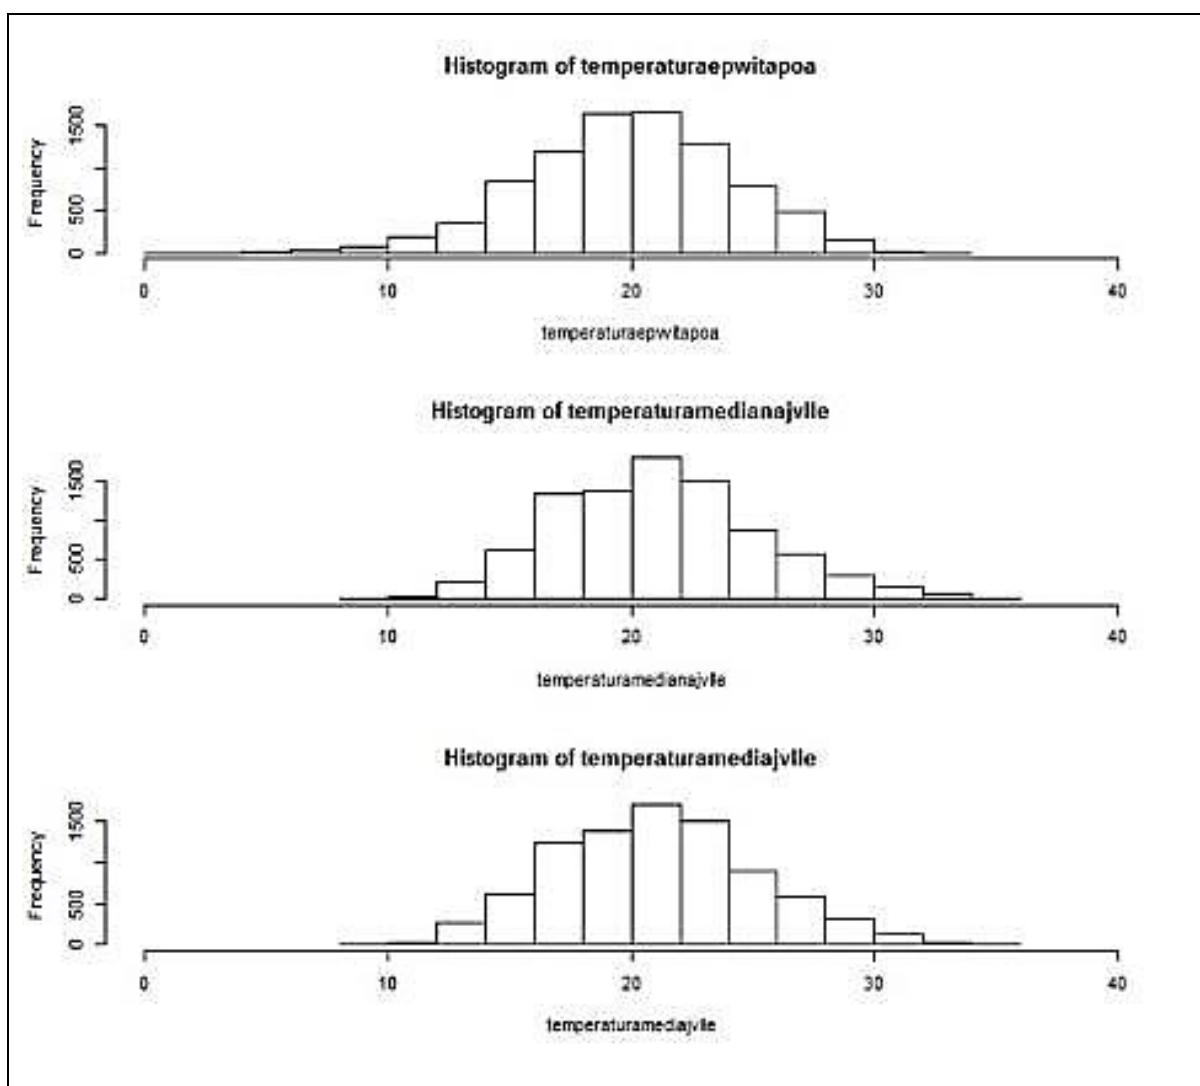 Histogram of temperaturaepwitapoa
Frequency
0 500 1500
0 10 20 30 40
temperaturaepwitapoa
Histogram of temperaturamedianajvlle
Frequency
0 500 1500
0 10 20 30 40
temperaturamedianajvlle
Histogram of temperaturamediajvlle
Frequency
0 500 1500
0 10 20 30 40
temperaturamediajvlle